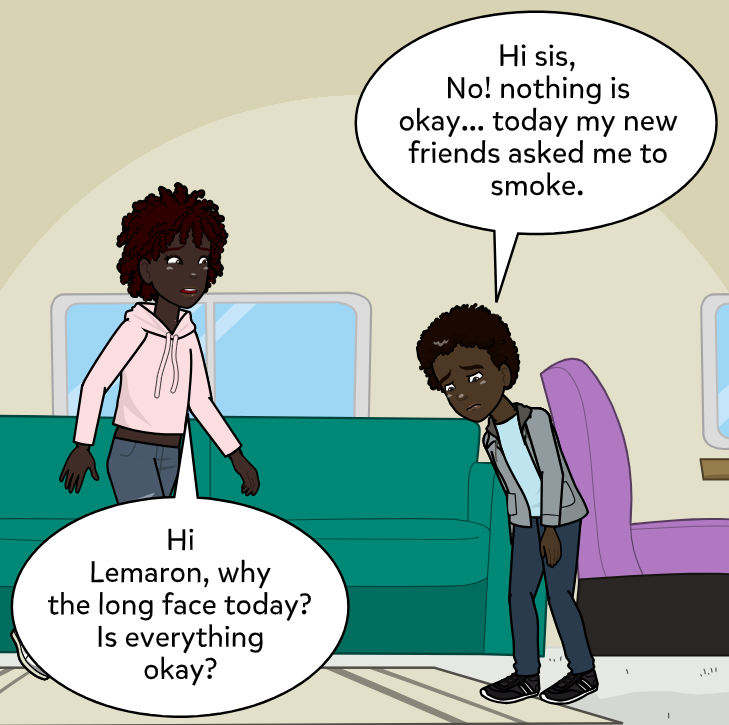 Hi sis,
No! nothing is
okay... today my new
friends asked me to
smoke.
Hi
Lemaron, why
the long face today?
Is everything
okay?